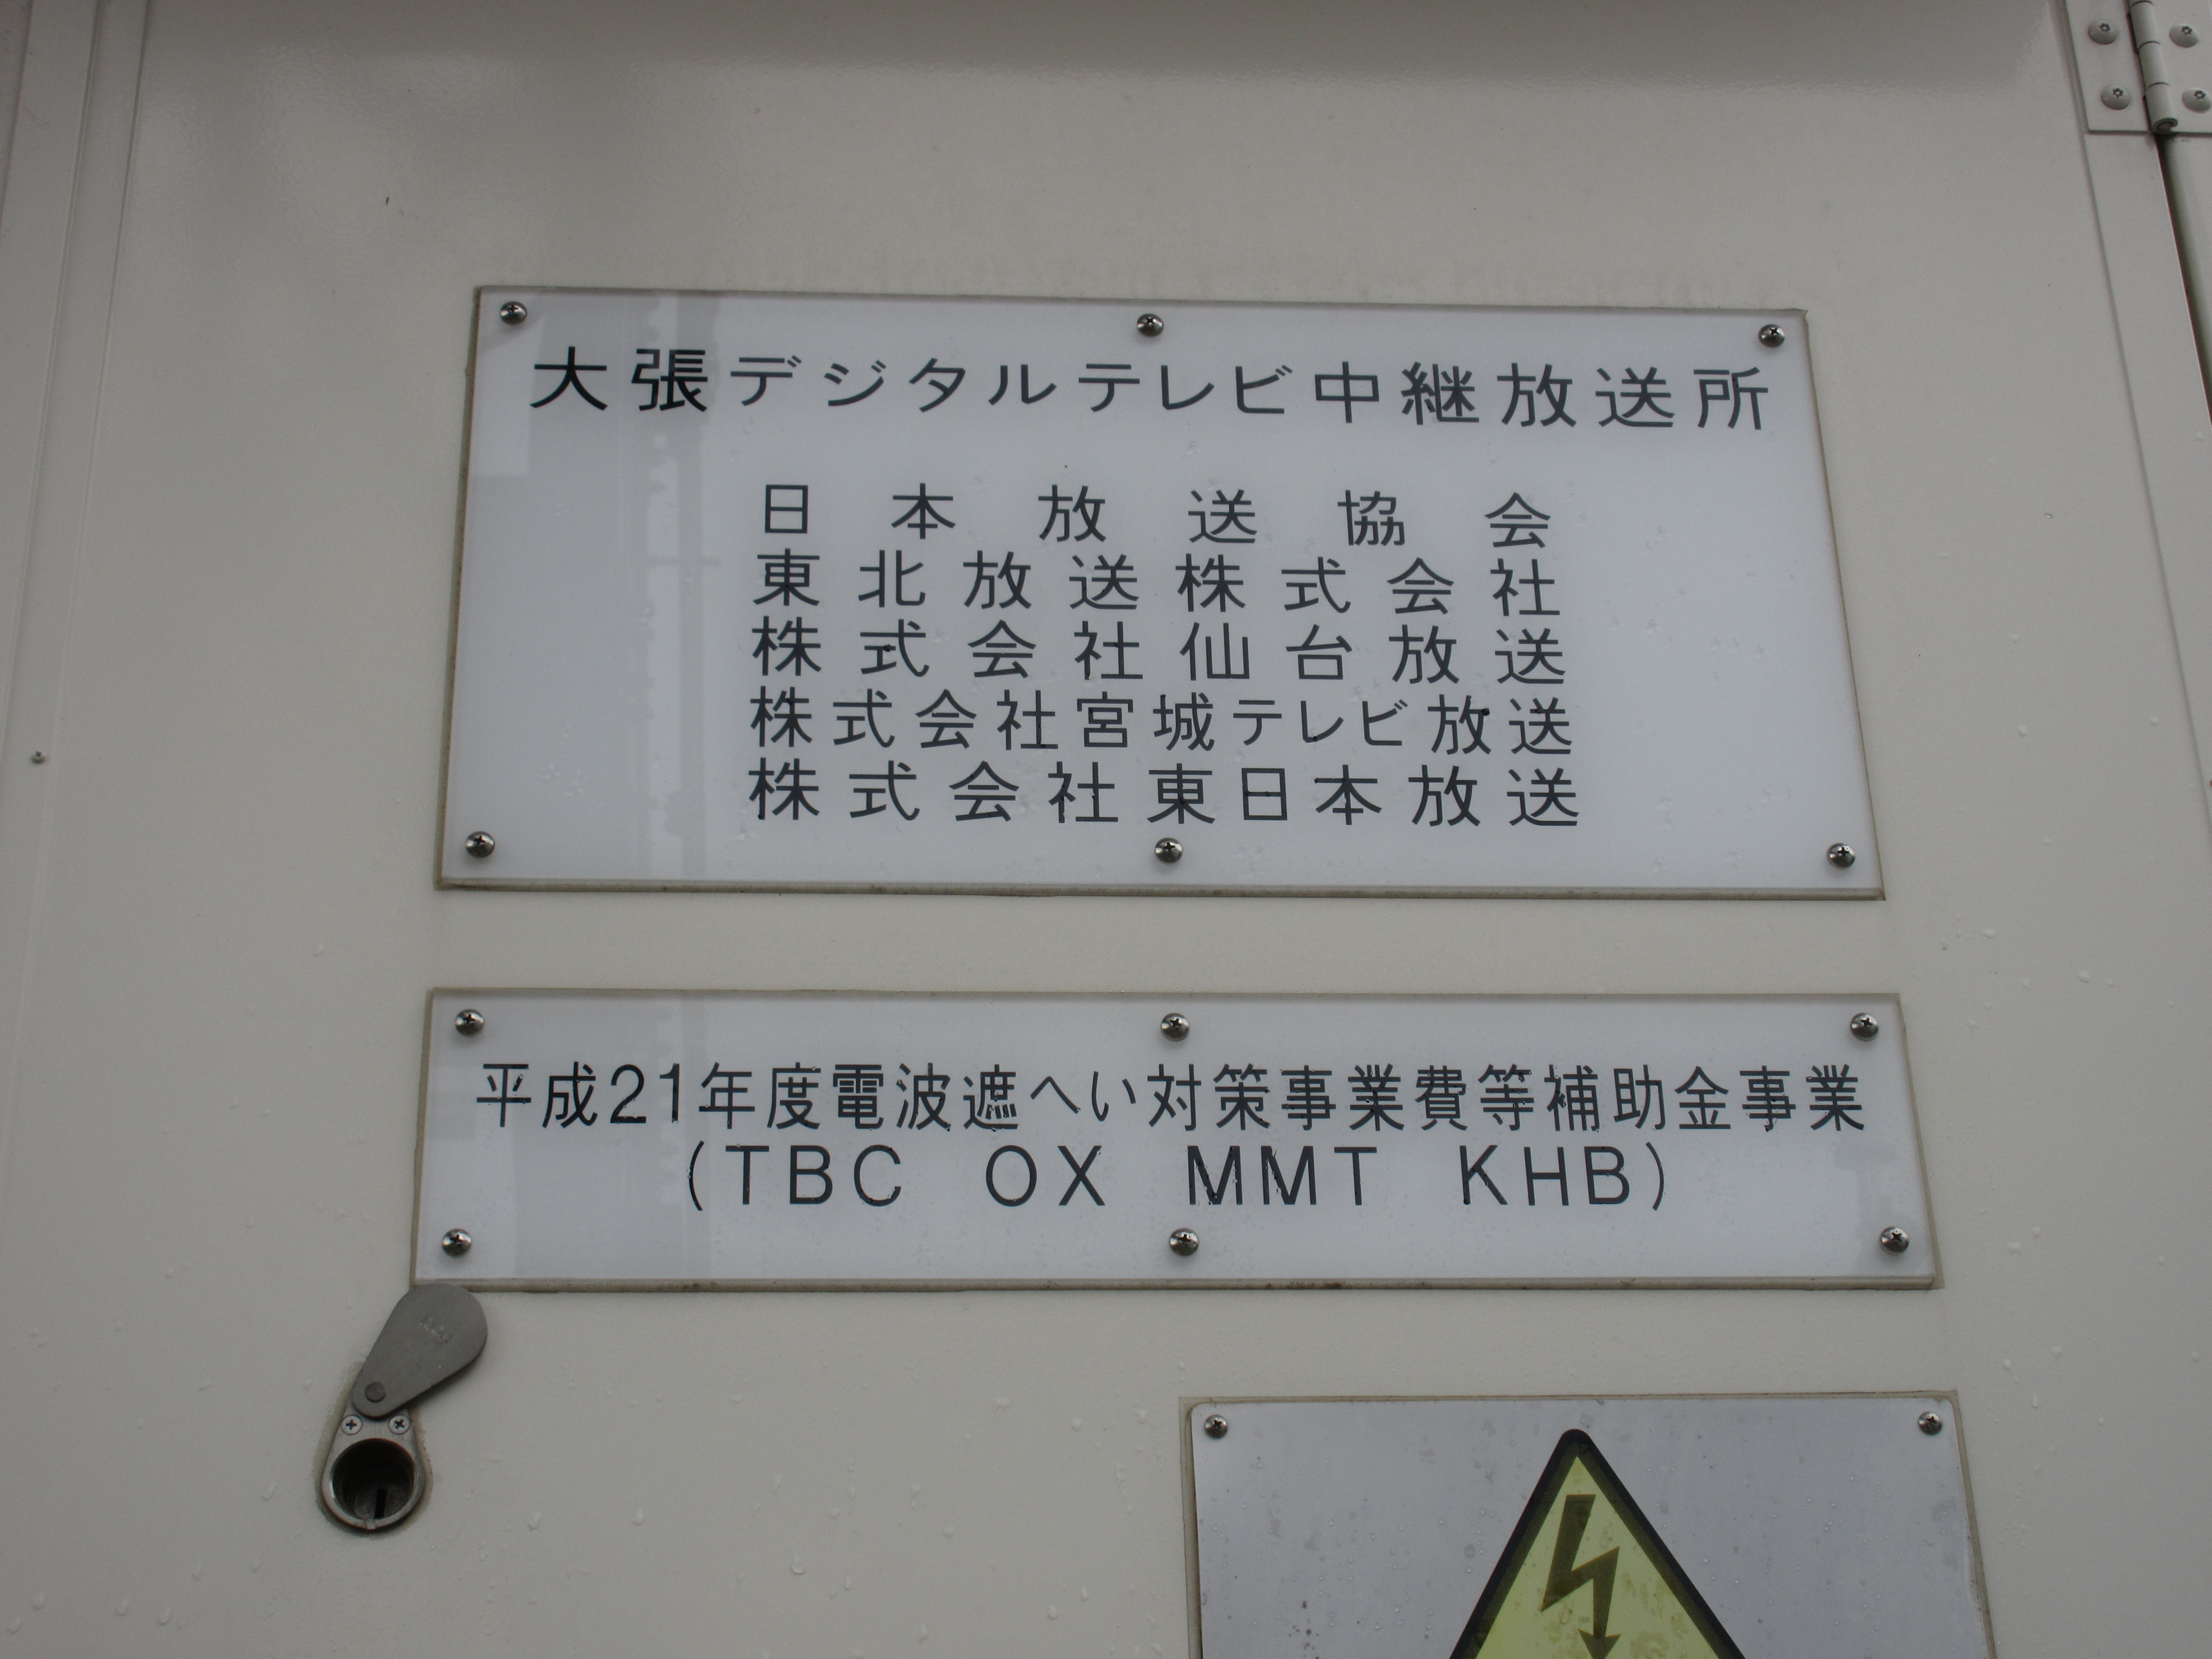 大張デジタルテレビ中継放送所
日本放送協会
東北放送株式会社
株式会社仙台放送
株式会社宮城テレビ放送
株式会社東日本放送
平成21年度電波遮へい対策事業費等補助金事業
(TBC OX MMT KHB)